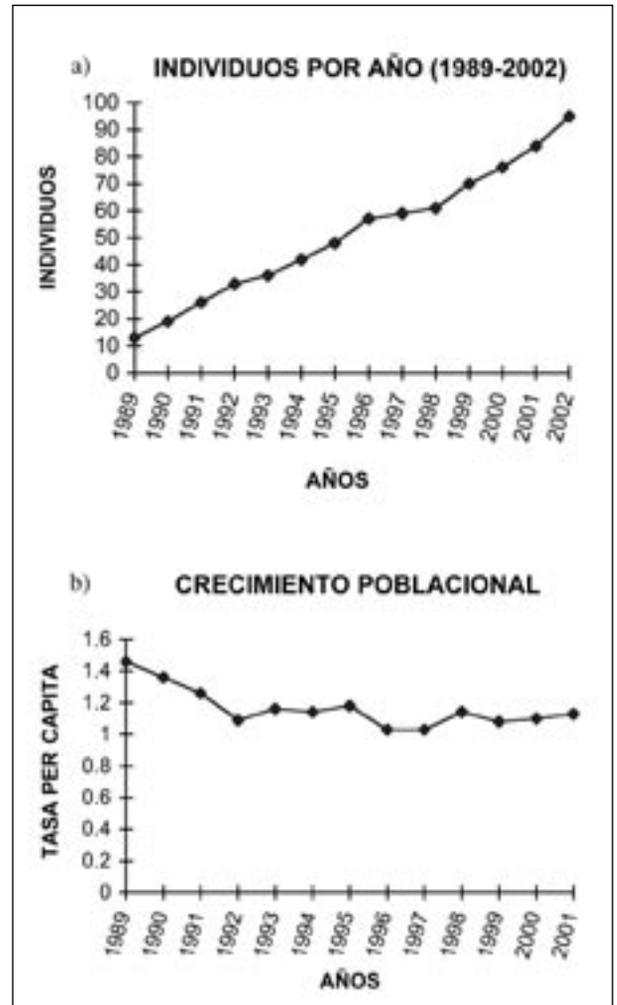 a) INDIVIDUOS POR AÑO (1989-2002)
100
90
80
70
60
50
40
30
20
10
0
INDIVIDUOS
1989 1990 1991 1992 1993 1994 1995 1996 1997 1998 1999 2000 2001 2002
AÑOS
b) CRECIMIENTO POBLACIONAL
1.6
1.4
1.2
1
0.8
0.6
0.4
0.2
0
TASA PER CAPITA
1989 1990 1991 1992 1993 1994 1995 1996 1997 1998 1999 2000 2001
AÑOS